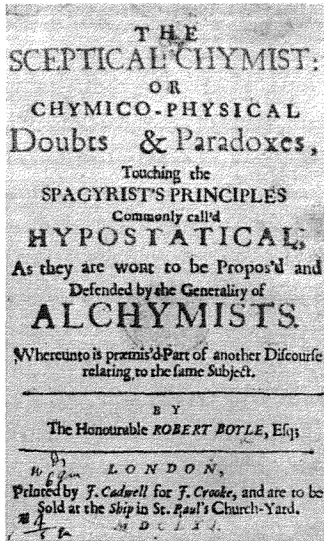 THE
SCEPTICAL CHYMIST:
OR
CHYMICO-PHYSICAL
Doubts & Paradoxes,
Touching the
SPAGYRIST'S PRINCIPLES
Commonly call'd
HYPOSTATICAL,
As they are wont to be Propos'd and
Defended by the Generality of
ALCHYMISTS.
Whereunto is præmis'd Part of another Discourse
relating to the same Subject.
BY
The Honourable ROBERT BOYLE, Esq;
LONDON,
Printed by J. Cadwell for J. Crooke, and are to be
Sold at the Ship in St. Paul's Church-Yard.
MDCLXI.